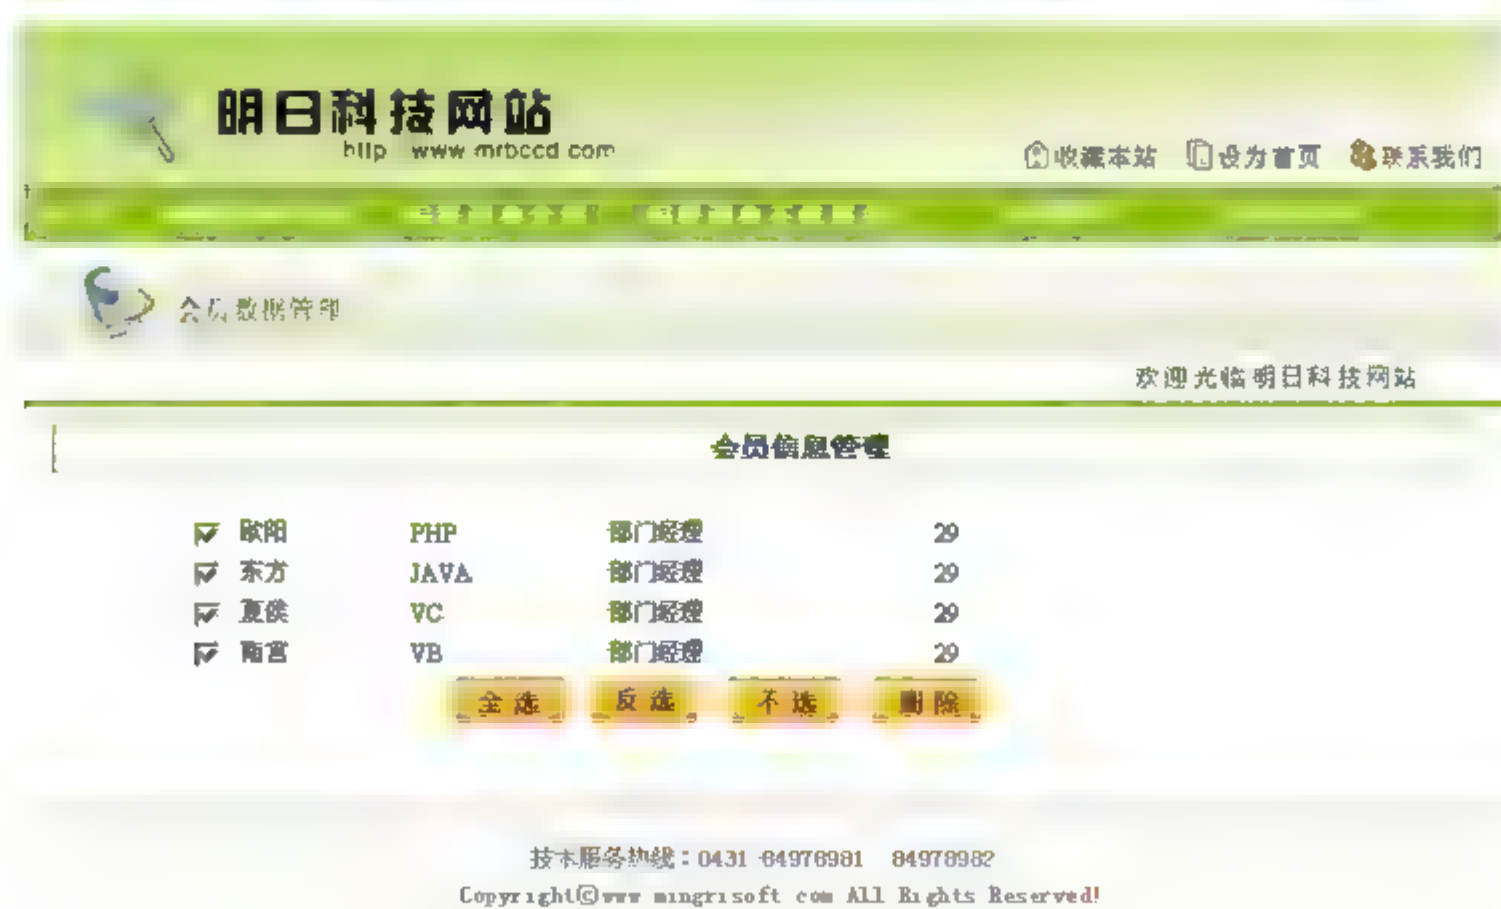 明日科技网站
http www mrbccd com
收藏本站 设为首页 联系我们
会员数据管理
欢迎光临明日科技网站
会员信息管理
欧阳 PHP 部门经理 29
东方 JAVA 部门经理 29
夏侯 VC 部门经理 29
南宫 VB 部门经理 29
全选 反选 不选 删除
技术服务热线：0431-84978981 84978982
Copyright©www mingrisoft com All Rights Reserved!